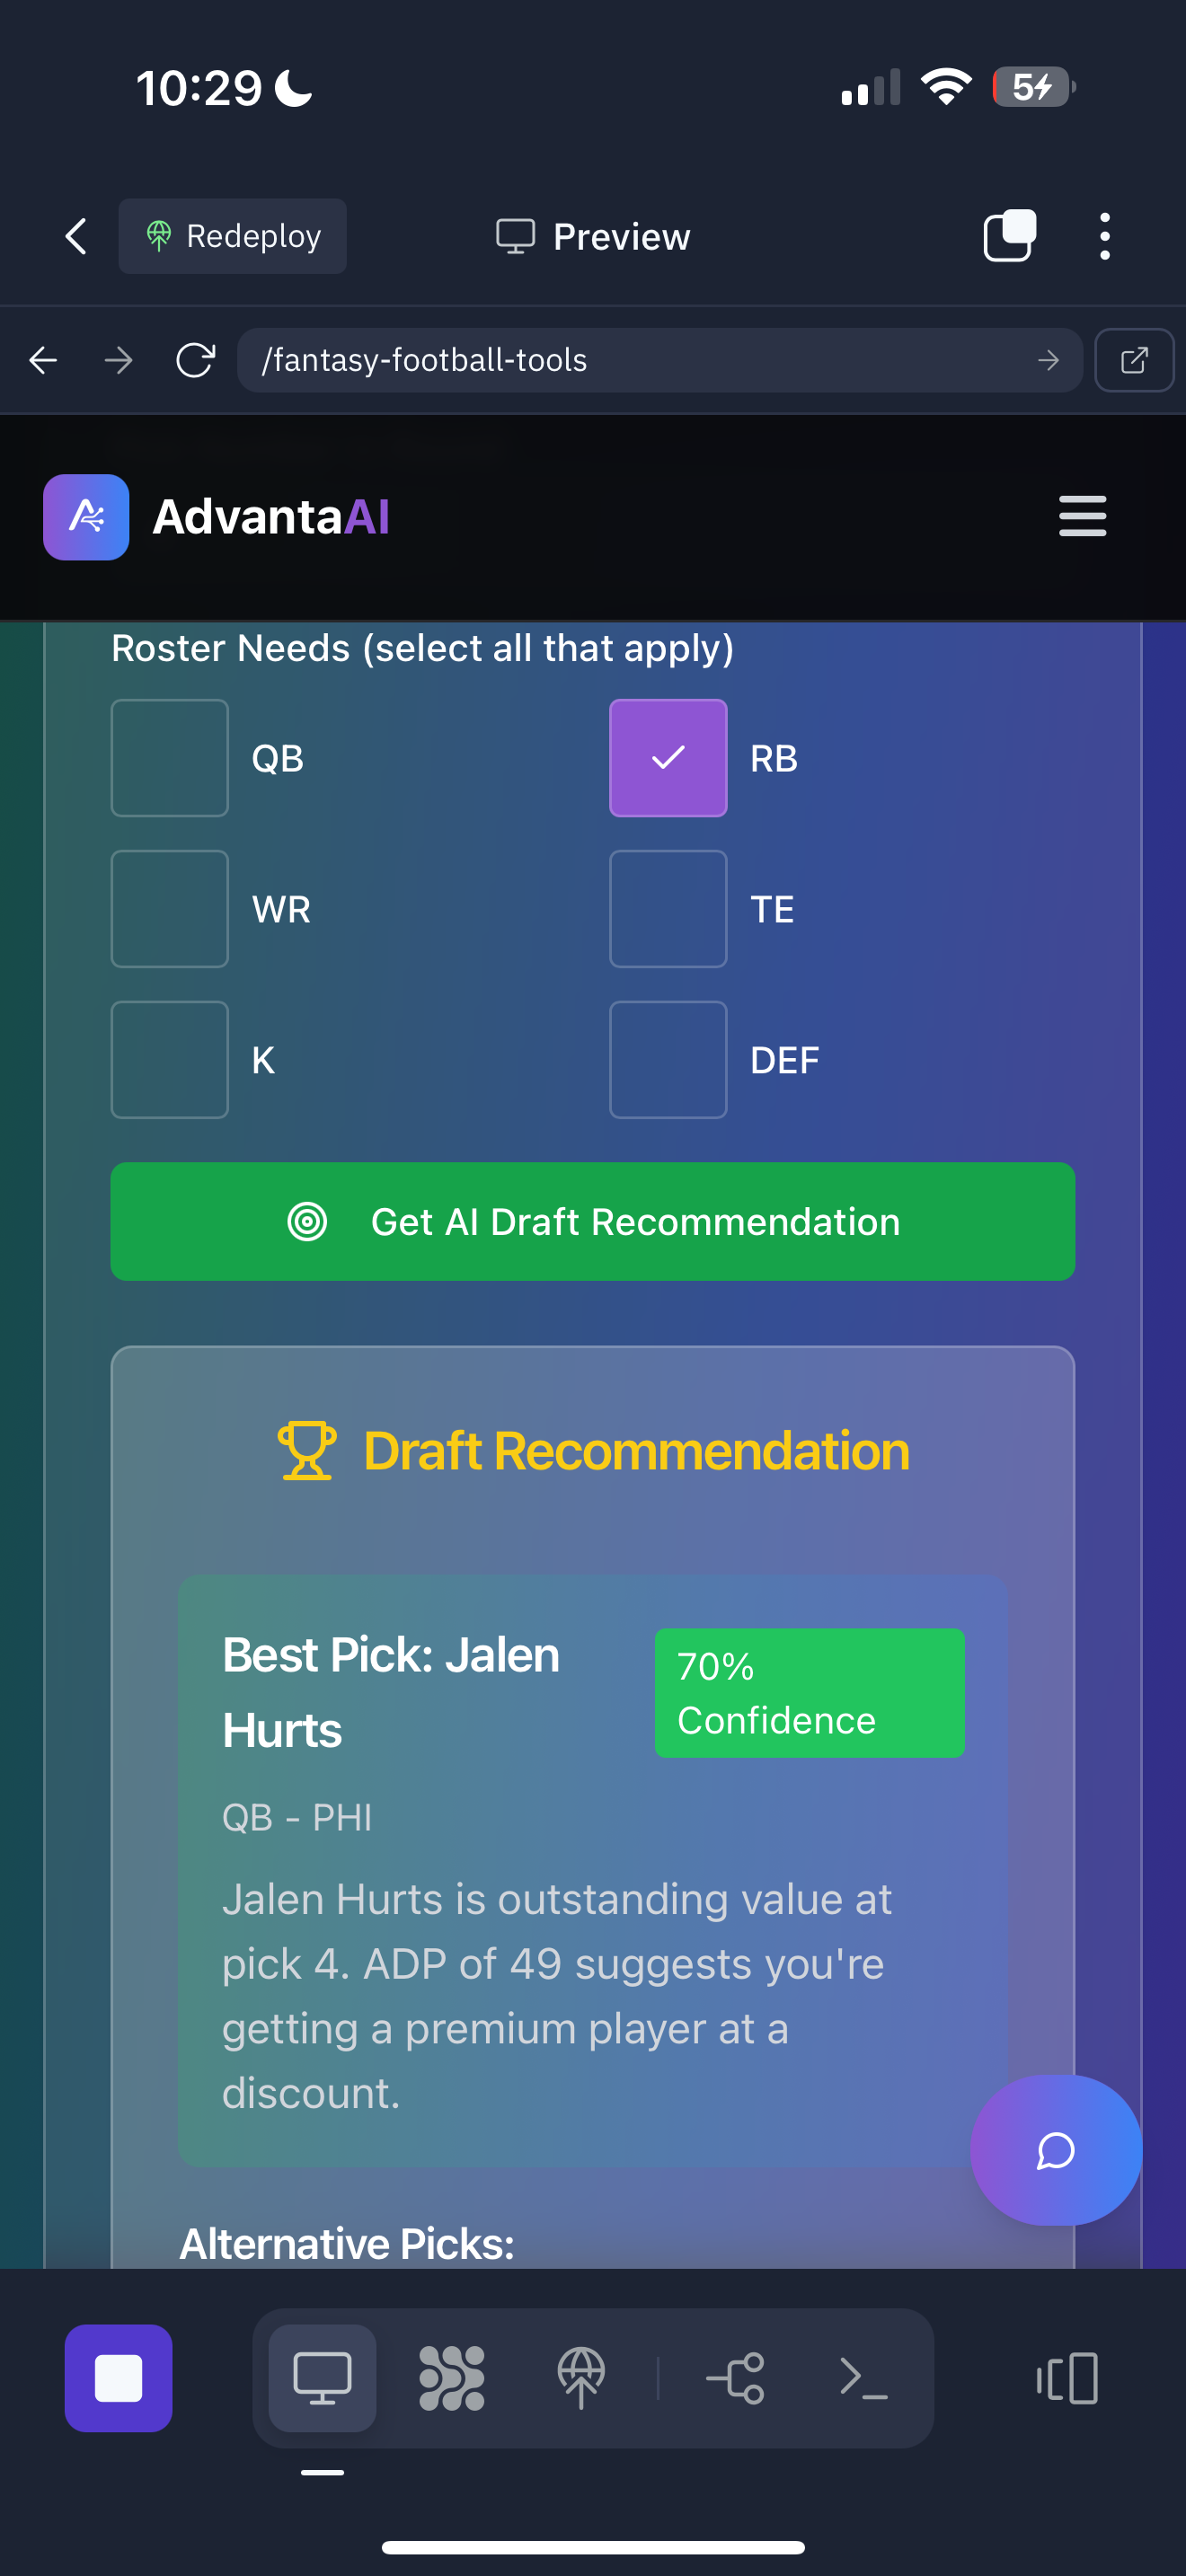 10:29
5
Redeploy
Preview
/fantasy-football-tools
AdvantaAI
Roster Needs (select all that apply)
QB
RB
WR
TE
K
DEF
Get AI Draft Recommendation
Draft Recommendation
Best Pick: Jalen
Hurts
70%
Confidence
QB - PHI
Jalen Hurts is outstanding value at
pick 4. ADP of 49 suggests you're
getting a premium player at a
discount.
Alternative Picks: